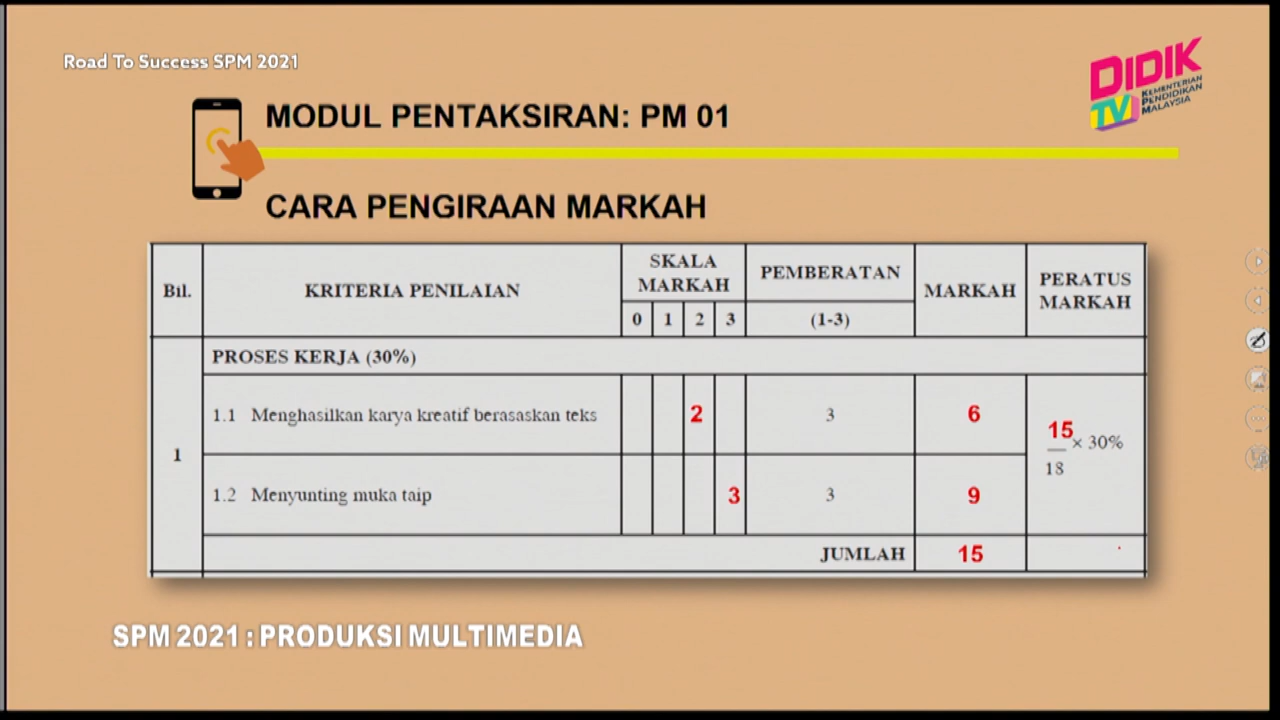 Road To Success SPM 2021
DIDIK
TV
KEMENTERIAN
PENDIDIKAN
MALAYSIA
MODUL PENTAKSIRAN: PM 01
CARA PENGIRAAN MARKAH
Bil.
KRITERIA PENILAIAN
SKALA
MARKAH
PEMBERATAN
MARKAH
PERATUS
MARKAH
0 1 2 3
(1-3)
PROSES KERJA (30%)
1
1.1 Menghasilkan karya kreatif berasaskan teks
2
3
6
15
18
× 30%
1.2 Menyunting muka taip
3
3
9
JUMLAH
15
SPM 2021 : PRODUKSI MULTIMEDIA